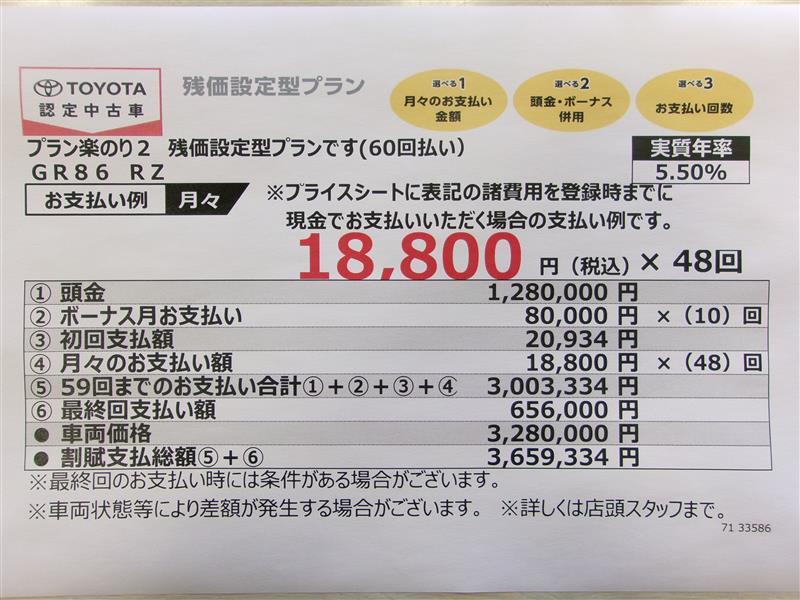 TOYOTA
認定中古車
残価設定型プラン
選べる1
月々のお支払い
金額
選べる2
頭金・ボーナス
併用
選べる3
お支払い回数
プラン楽のり2 残価設定型プランです(60回払い)
GR86 RZ
実質年率
5.50%
お支払い例 月々
※プライスシートに表記の諸費用を登録時までに
現金でお支払いいただく場合の支払い例です。
18,800 円(税込)× 48回
① 頭金 1,280,000 円
② ボーナス月お支払い 80,000 円 ×(10)回
③ 初回支払額 20,934 円
④ 月々のお支払い額 18,800 円 ×(48)回
⑤ 59回までのお支払い合計①+②+③+④ 3,003,334 円
⑥ 最終回支払い額 656,000 円
● 車両価格 3,280,000 円
● 割賦支払総額⑤+⑥ 3,659,334 円
※最終回のお支払い時には条件がある場合がございます。
※車両状態等により差額が発生する場合がございます。 ※詳しくは店頭スタッフまで。
71 33586